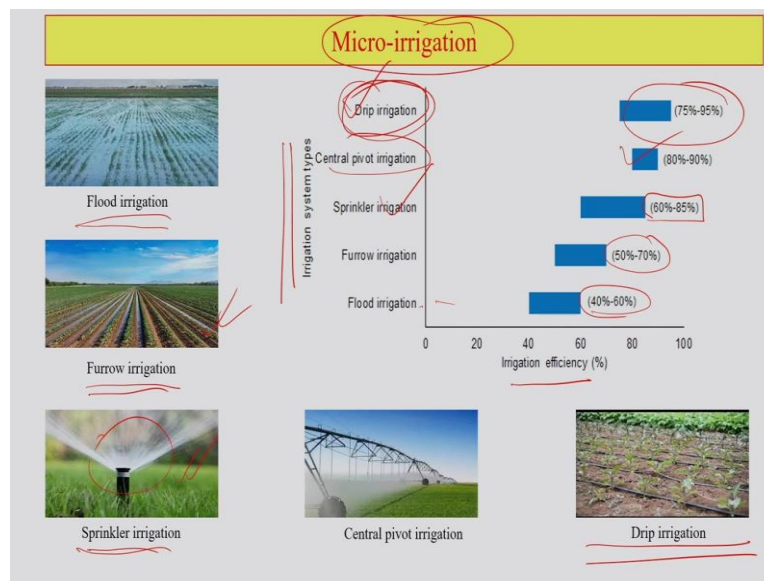 Micro-irrigation
Flood irrigation
Furrow irrigation
Irrigation system types
Drip irrigation
(75%-95%)
Central pivot irrigation
(80%-90%)
Sprinkler irrigation
(60%-85%)
Furrow irrigation
(50%-70%)
Flood irrigation
(40%-60%)
0 20 40 60 80 100
Irrigation efficiency (%)
Sprinkler irrigation
Central pivot irrigation
Drip irrigation